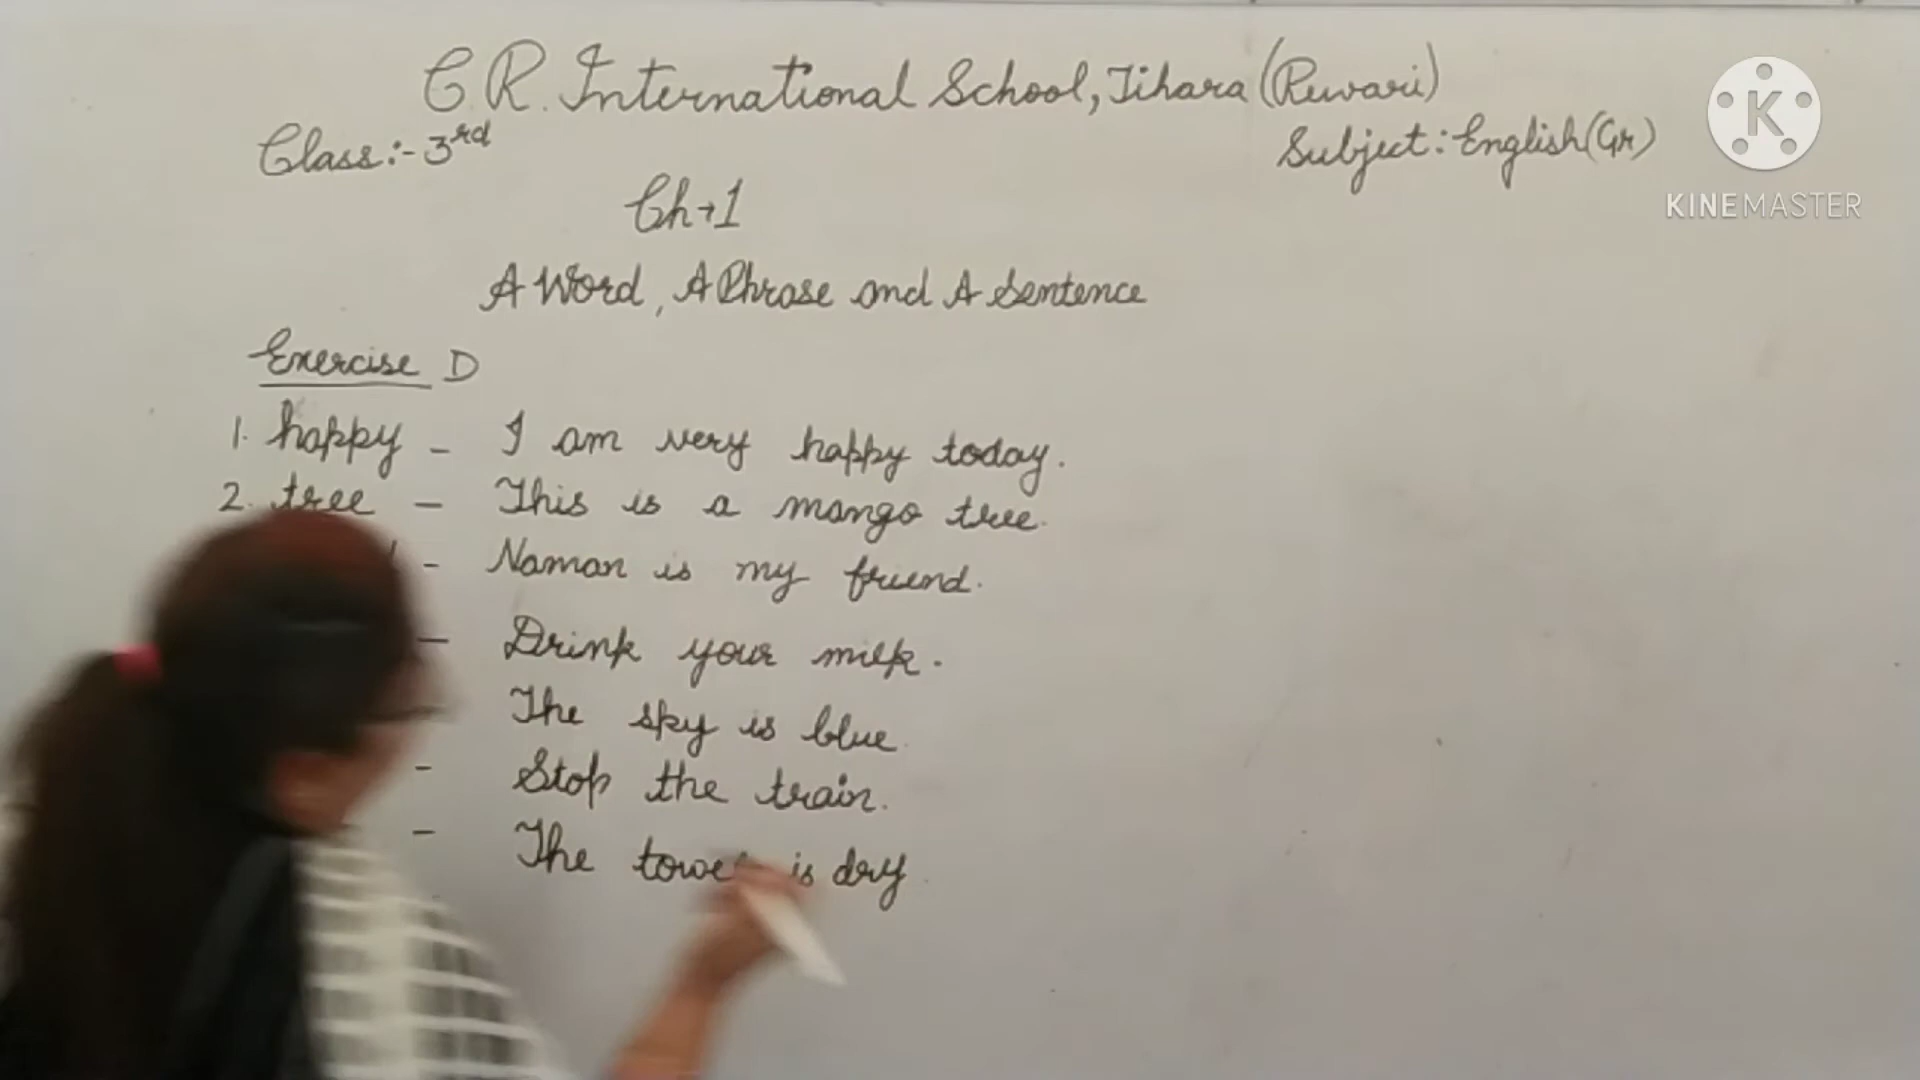 C.R. International School, Jihara (Rewari)
Class:- 3rd
Subject: English (Gr)
Ch→1
A Word, A Phrase and A Sentence
Exercise D
1. happy - I am very happy today.
2. tree - This is a mango tree.
- Naman is my friend.
- Drink your milk.
The sky is blue.
- Stop the train.
- The is dry
KINEMASTER